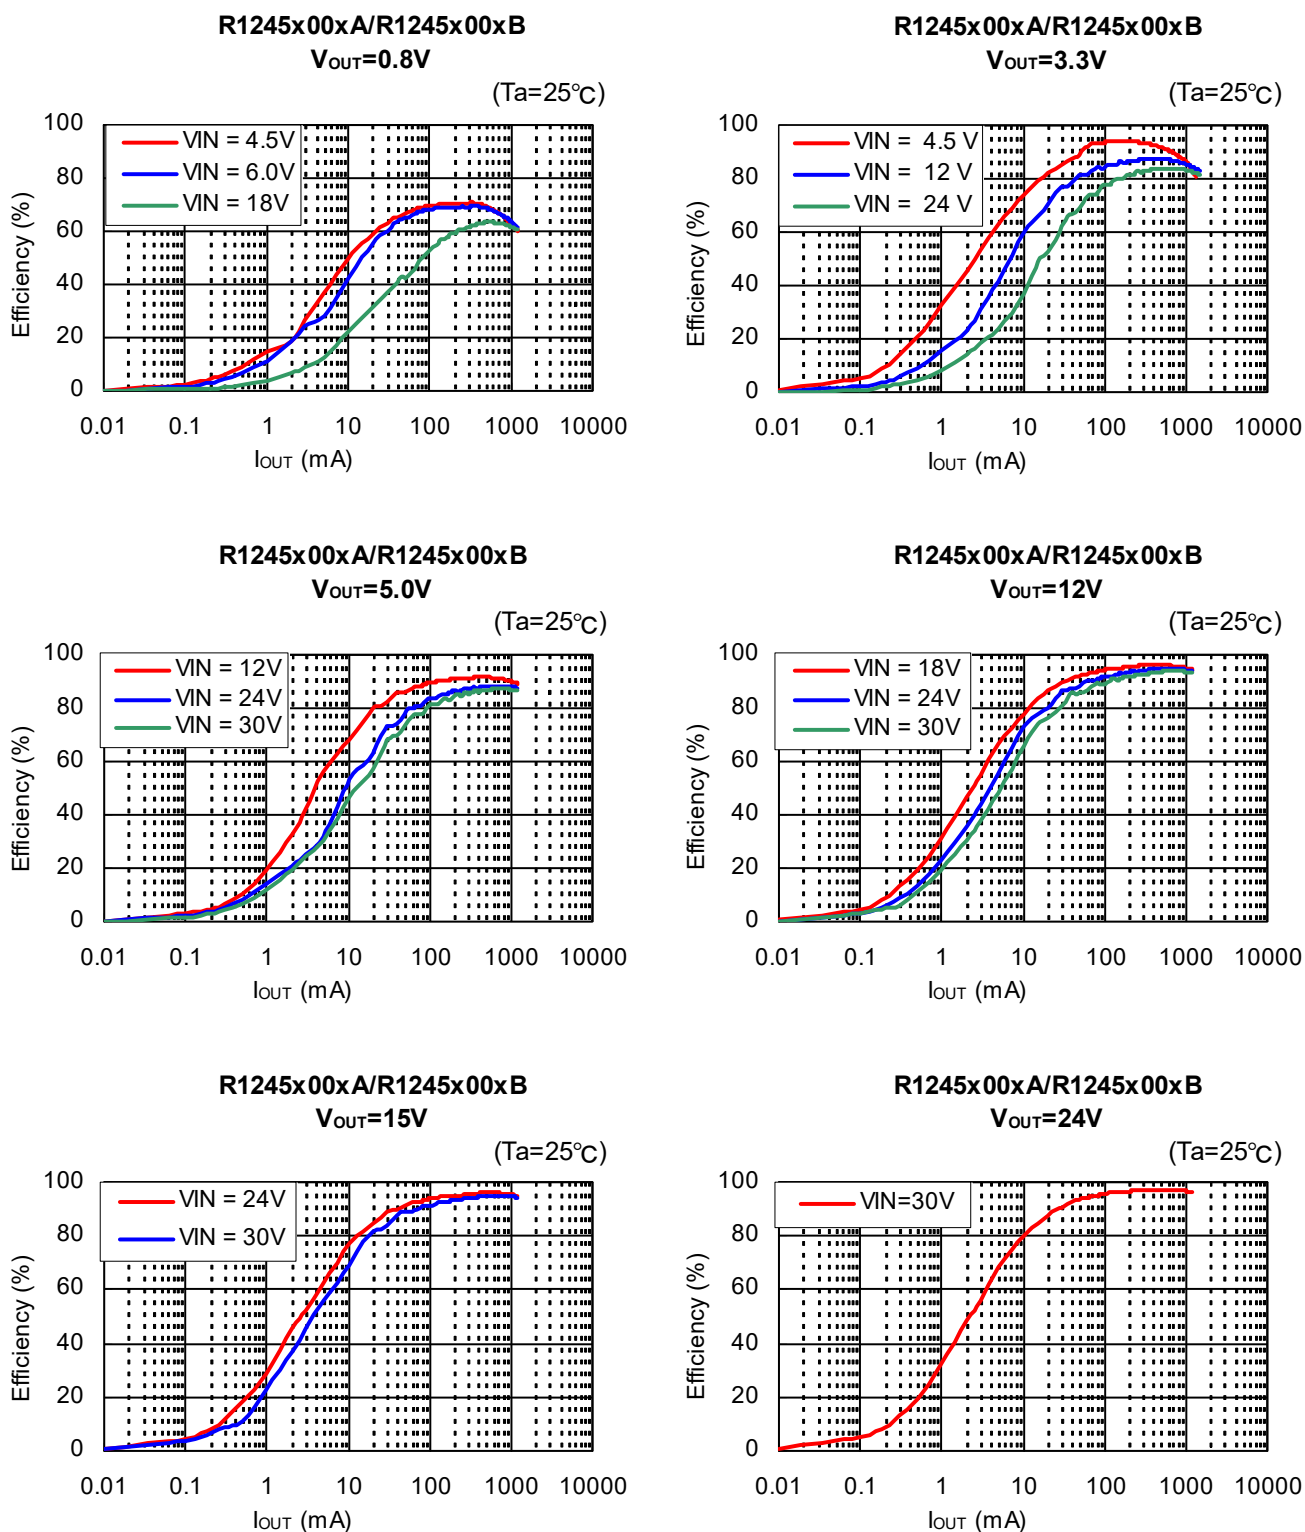 R1245x00xA/R1245x00xB
VOUT=0.8V
(Ta=25℃)
100
80
60
40
20
0
Efficiency (%)
VIN = 4.5V
VIN = 6.0V
VIN = 18V
0.01 0.1 1 10 100 1000 10000
IOUT (mA)
R1245x00xA/R1245x00xB
VOUT=3.3V
(Ta=25℃)
100
80
60
40
20
0
Efficiency (%)
VIN = 4.5 V
VIN = 12 V
VIN = 24 V
0.01 0.1 1 10 100 1000 10000
IOUT (mA)
R1245x00xA/R1245x00xB
VOUT=5.0V
(Ta=25℃)
100
80
60
40
20
0
Efficiency (%)
VIN = 12V
VIN = 24V
VIN = 30V
0.01 0.1 1 10 100 1000 10000
IOUT (mA)
R1245x00xA/R1245x00xB
VOUT=12V
(Ta=25℃)
100
80
60
40
20
0
Efficiency (%)
VIN = 18V
VIN = 24V
VIN = 30V
0.01 0.1 1 10 100 1000 10000
IOUT (mA)
R1245x00xA/R1245x00xB
VOUT=15V
(Ta=25℃)
100
80
60
40
20
0
Efficiency (%)
VIN = 24V
VIN = 30V
0.01 0.1 1 10 100 1000 10000
IOUT (mA)
R1245x00xA/R1245x00xB
VOUT=24V
(Ta=25℃)
100
80
60
40
20
0
Efficiency (%)
VIN=30V
0.01 0.1 1 10 100 1000 10000
IOUT (mA)